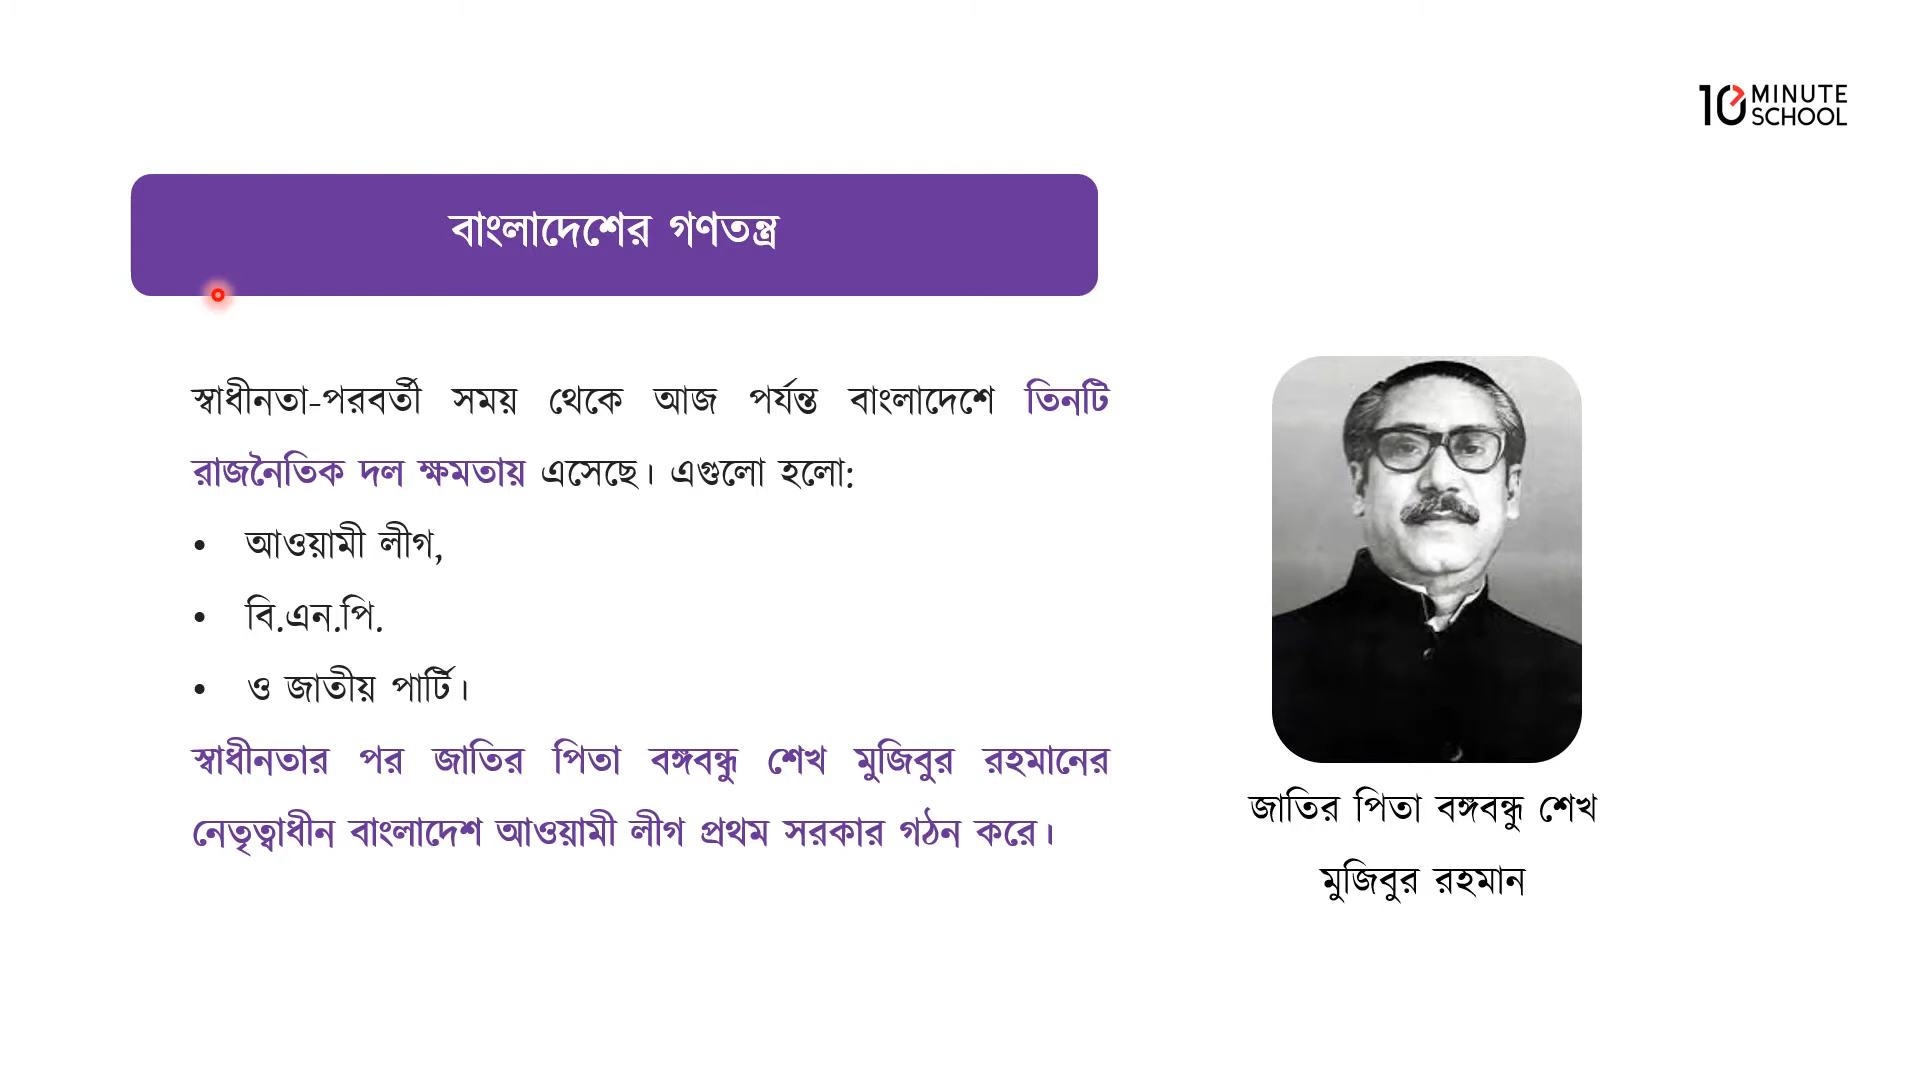 10 MINUTE
SCHOOL
বাংলাদেশের গণতন্ত্র
স্বাধীনতা-পরবর্তী সময় থেকে আজ পর্যন্ত বাংলাদেশে তিনটি
রাজনৈতিক দল ক্ষমতায় এসেছে। এগুলো হলো:
• আওয়ামী লীগ,
• বি.এন.পি.
• ও জাতীয় পার্টি।
স্বাধীনতার পর জাতির পিতা বঙ্গবন্ধু শেখ মুজিবুর রহমানের
নেতৃত্বাধীন বাংলাদেশ আওয়ামী লীগ প্রথম সরকার গঠন করে।
জাতির পিতা বঙ্গবন্ধু শেখ
মুজিবুর রহমান